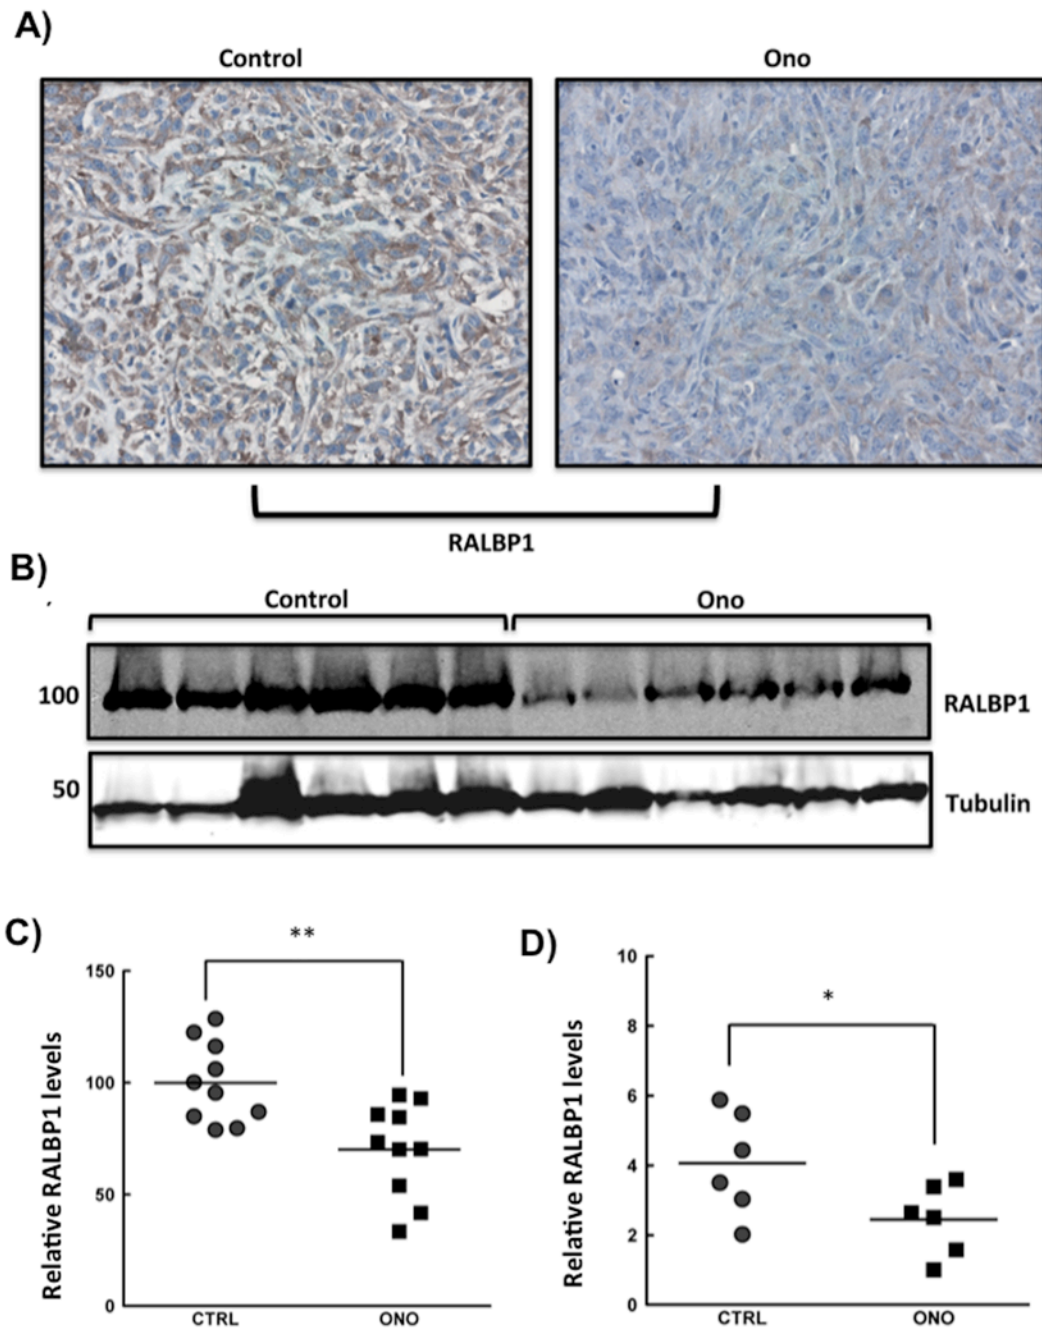 A)
Control Ono
RALBP1
B)
Control Ono
100 RALBP1
50 Tubulin
C)
**
Relative RALBP1 levels
150
100
50
0
CTRL ONO
D)
*
Relative RALBP1 levels
10
8
6
4
2
0
CTRL ONO